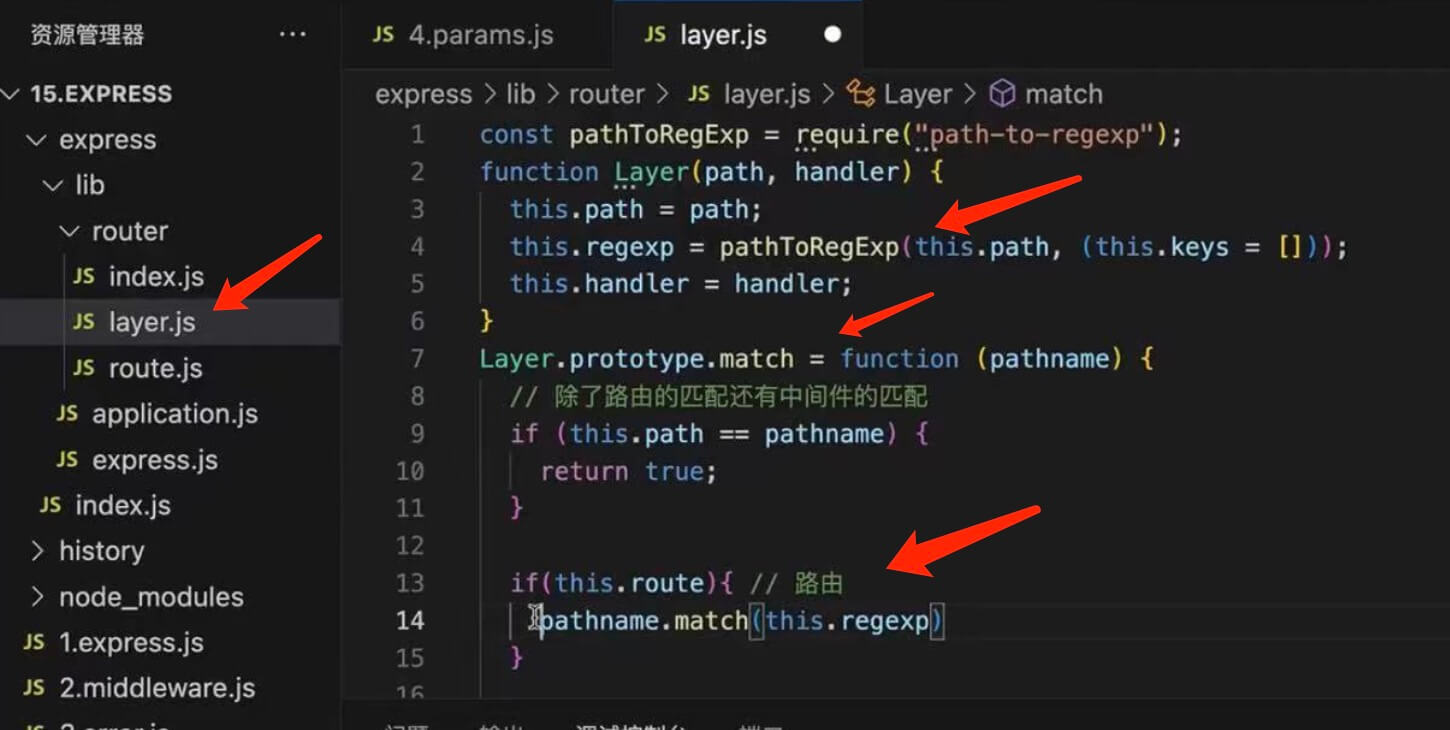 资源管理器 ···
15.EXPRESS
express
lib
router
JS index.js
JS layer.js
JS route.js
JS application.js
JS express.js
JS index.js
history
node_modules
JS 1.express.js
JS 2.middleware.js
JS 4.params.js JS layer.js
express > lib > router > JS layer.js > Layer > match
1 const pathToRegExp = require("path-to-regexp");
2 function Layer(path, handler) {
3 this.path = path;
4 this.regexp = pathToRegExp(this.path, (this.keys = []));
5 this.handler = handler;
6 }
7 Layer.prototype.match = function (pathname) {
8 // 除了路由的匹配还有中间件的匹配
9 if (this.path == pathname) {
10 return true;
11 }
12
13 if(this.route){ // 路由
14 pathname.match(this.regexp)
15 }
16